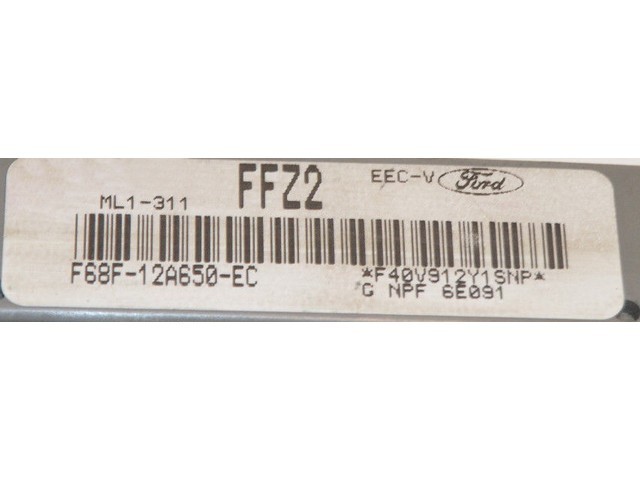 FFZ2 EEC-V Ford
ML1-311
F68F-12A650-EC *F40V912Y1SNP*
G NPF 6E091